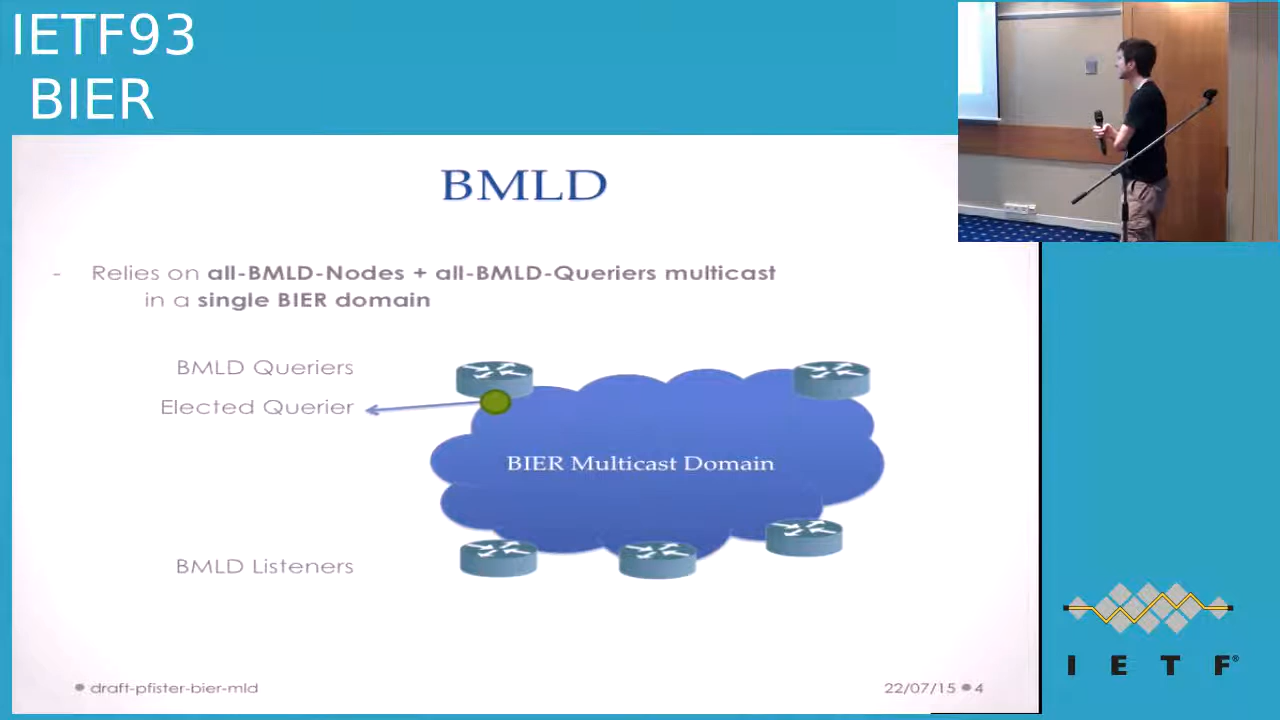 IETF93
BIER
BMLD
- Relies on all-BMLD-Nodes + all-BMLD-Queriers multicast
in a single BIER domain
BMLD Queriers
Elected Querier
BIER Multicast Domain
BMLD Listeners
draft-pfister-bier-mld
22/07/15 • 4
I E T F®